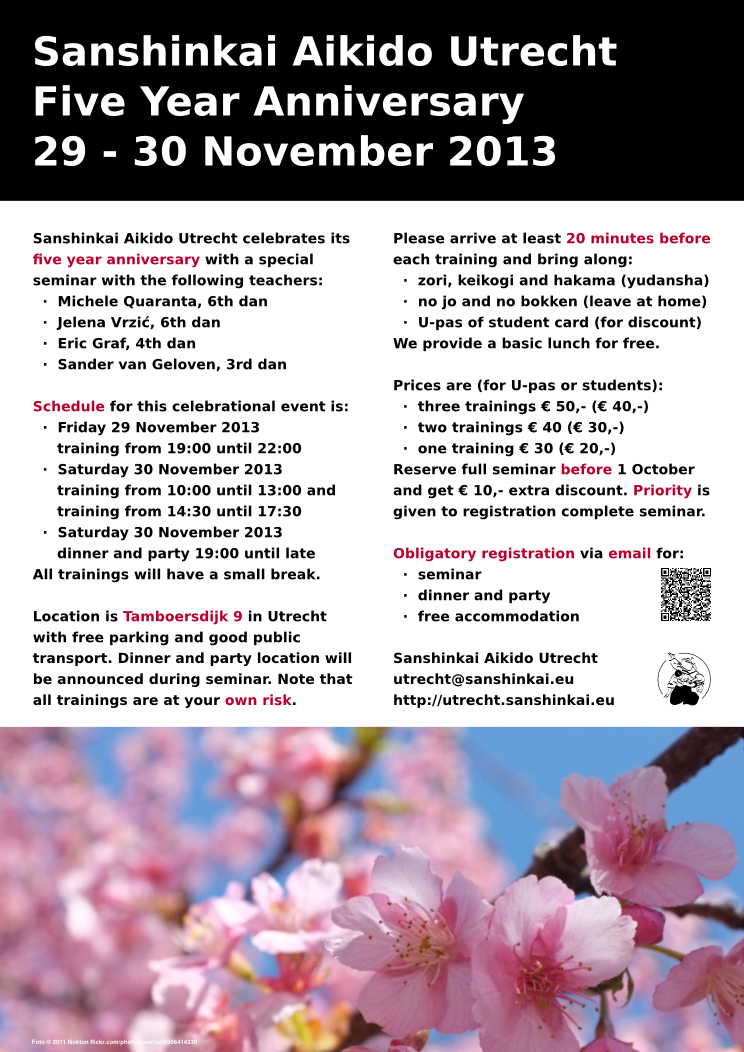 Sanshinkai Aikido Utrecht
Five Year Anniversary
29 - 30 November 2013
Sanshinkai Aikido Utrecht celebrates its
five year anniversary with a special
seminar with the following teachers:
· Michele Quaranta, 6th dan
· Jelena Vrzić, 6th dan
· Eric Graf, 4th dan
· Sander van Geloven, 3rd dan
Schedule for this celebrational event is:
· Friday 29 November 2013
training from 19:00 until 22:00
· Saturday 30 November 2013
training from 10:00 until 13:00 and
training from 14:30 until 17:30
· Saturday 30 November 2013
dinner and party 19:00 until late
All trainings will have a small break.
Location is Tamboersdijk 9 in Utrecht
with free parking and good public
transport. Dinner and party location will
be announced during seminar. Note that
all trainings are at your own risk.
Please arrive at least 20 minutes before
each training and bring along:
· zori, keikogi and hakama (yudansha)
· no jo and no bokken (leave at home)
· U-pas of student card (for discount)
We provide a basic lunch for free.
Prices are (for U-pas or students):
· three trainings € 50,- (€ 40,-)
· two trainings € 40 (€ 30,-)
· one training € 30 (€ 20,-)
Reserve full seminar before 1 October
and get € 10,- extra discount. Priority is
given to registration complete seminar.
Obligatory registration via email for:
· seminar
· dinner and party
· free accommodation
Sanshinkai Aikido Utrecht
utrecht@sanshinkai.eu
http://utrecht.sanshinkai.eu
Foto © 2011 Nekton